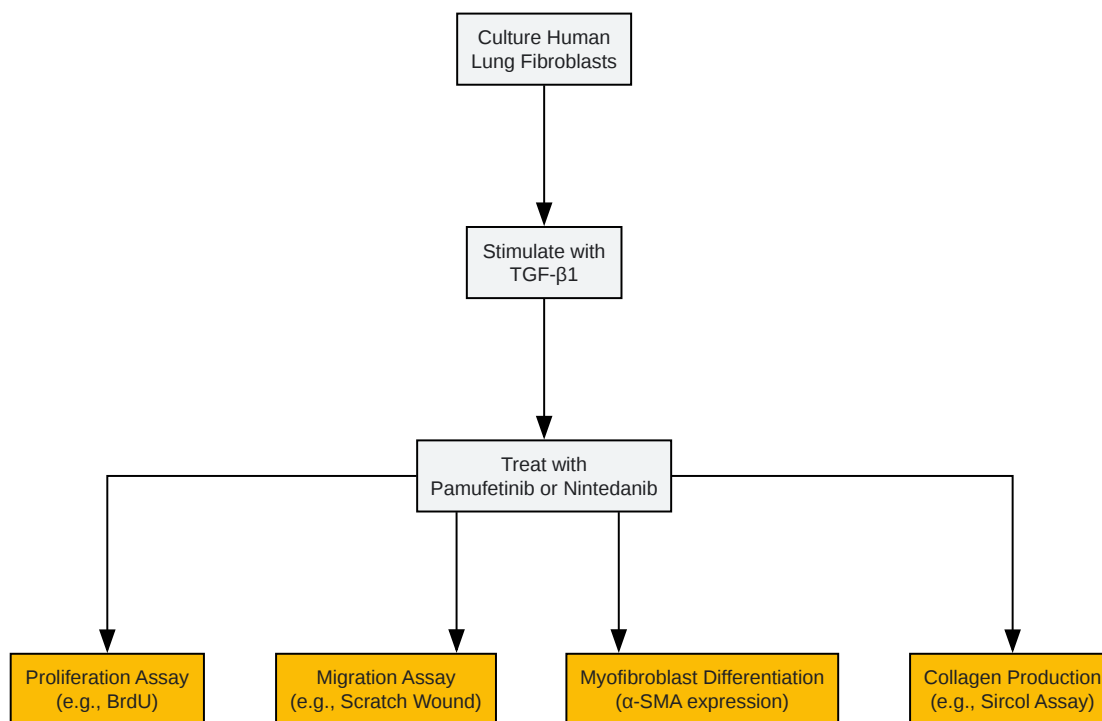 Culture Human
Lung Fibroblasts
Stimulate with
TGF-β1
Treat with
Pamufetinib or Nintedanib
Proliferation Assay
(e.g., BrdU)
Migration Assay
(e.g., Scratch Wound)
Myofibroblast Differentiation
(α-SMA expression)
Collagen Production
(e.g., Sircol Assay)